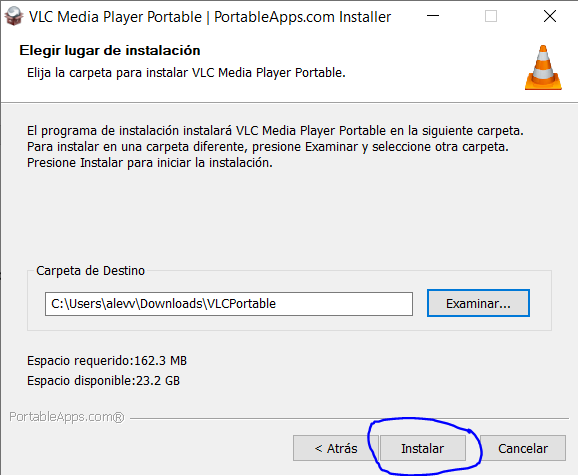 VLC Media Player Portable | PortableApps.com Installer
Elegir lugar de instalación
Elija la carpeta para instalar VLC Media Player Portable.
El programa de instalación instalará VLC Media Player Portable en la siguiente carpeta.
Para instalar en una carpeta diferente, presione Examinar y seleccione otra carpeta.
Presione Instalar para iniciar la instalación.
Carpeta de Destino
C:\Users\alevv\Downloads\VLCPortable
Examinar...
Espacio requerido:162.3 MB
Espacio disponible:23.2 GB
PortableApps.com®
< Atrás
Instalar
Cancelar